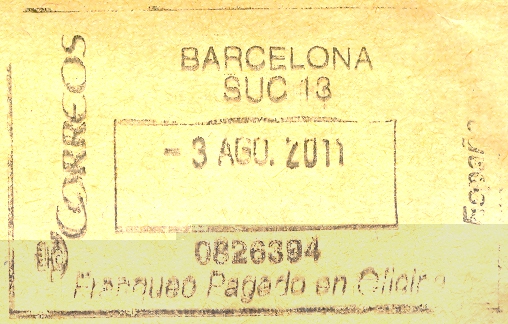 CORREOS
BARCELONA
SUC 13
- 3 AGO. 2011
0826394
Franqueo Pagado en Oficina
España